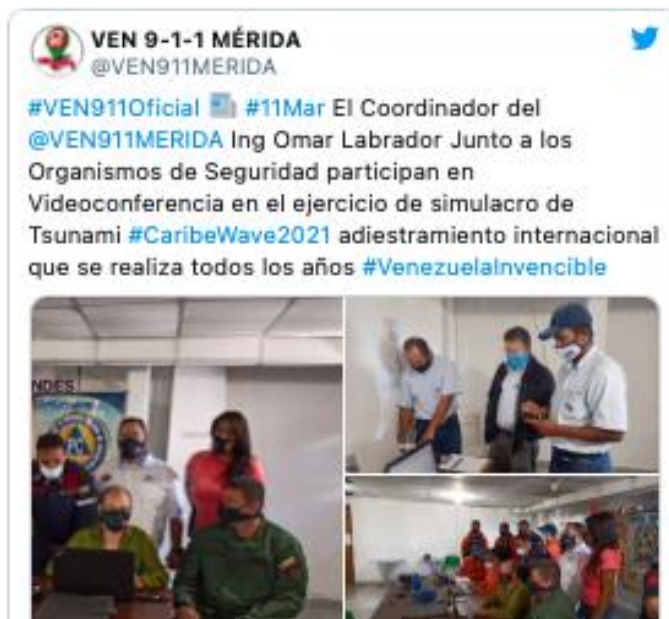 VEN 9-1-1 MÉRIDA
@VEN911MERIDA
#VEN911Oficial #11Mar El Coordinador del
@VEN911MERIDA Ing Omar Labrador Junto a los
Organismos de Seguridad participan en
Videoconferencia en el ejercicio de simulacro de
Tsunami #CaribeWave2021 adiestramiento internacional
que se realiza todos los años #VenezuelaInvencible
NDES